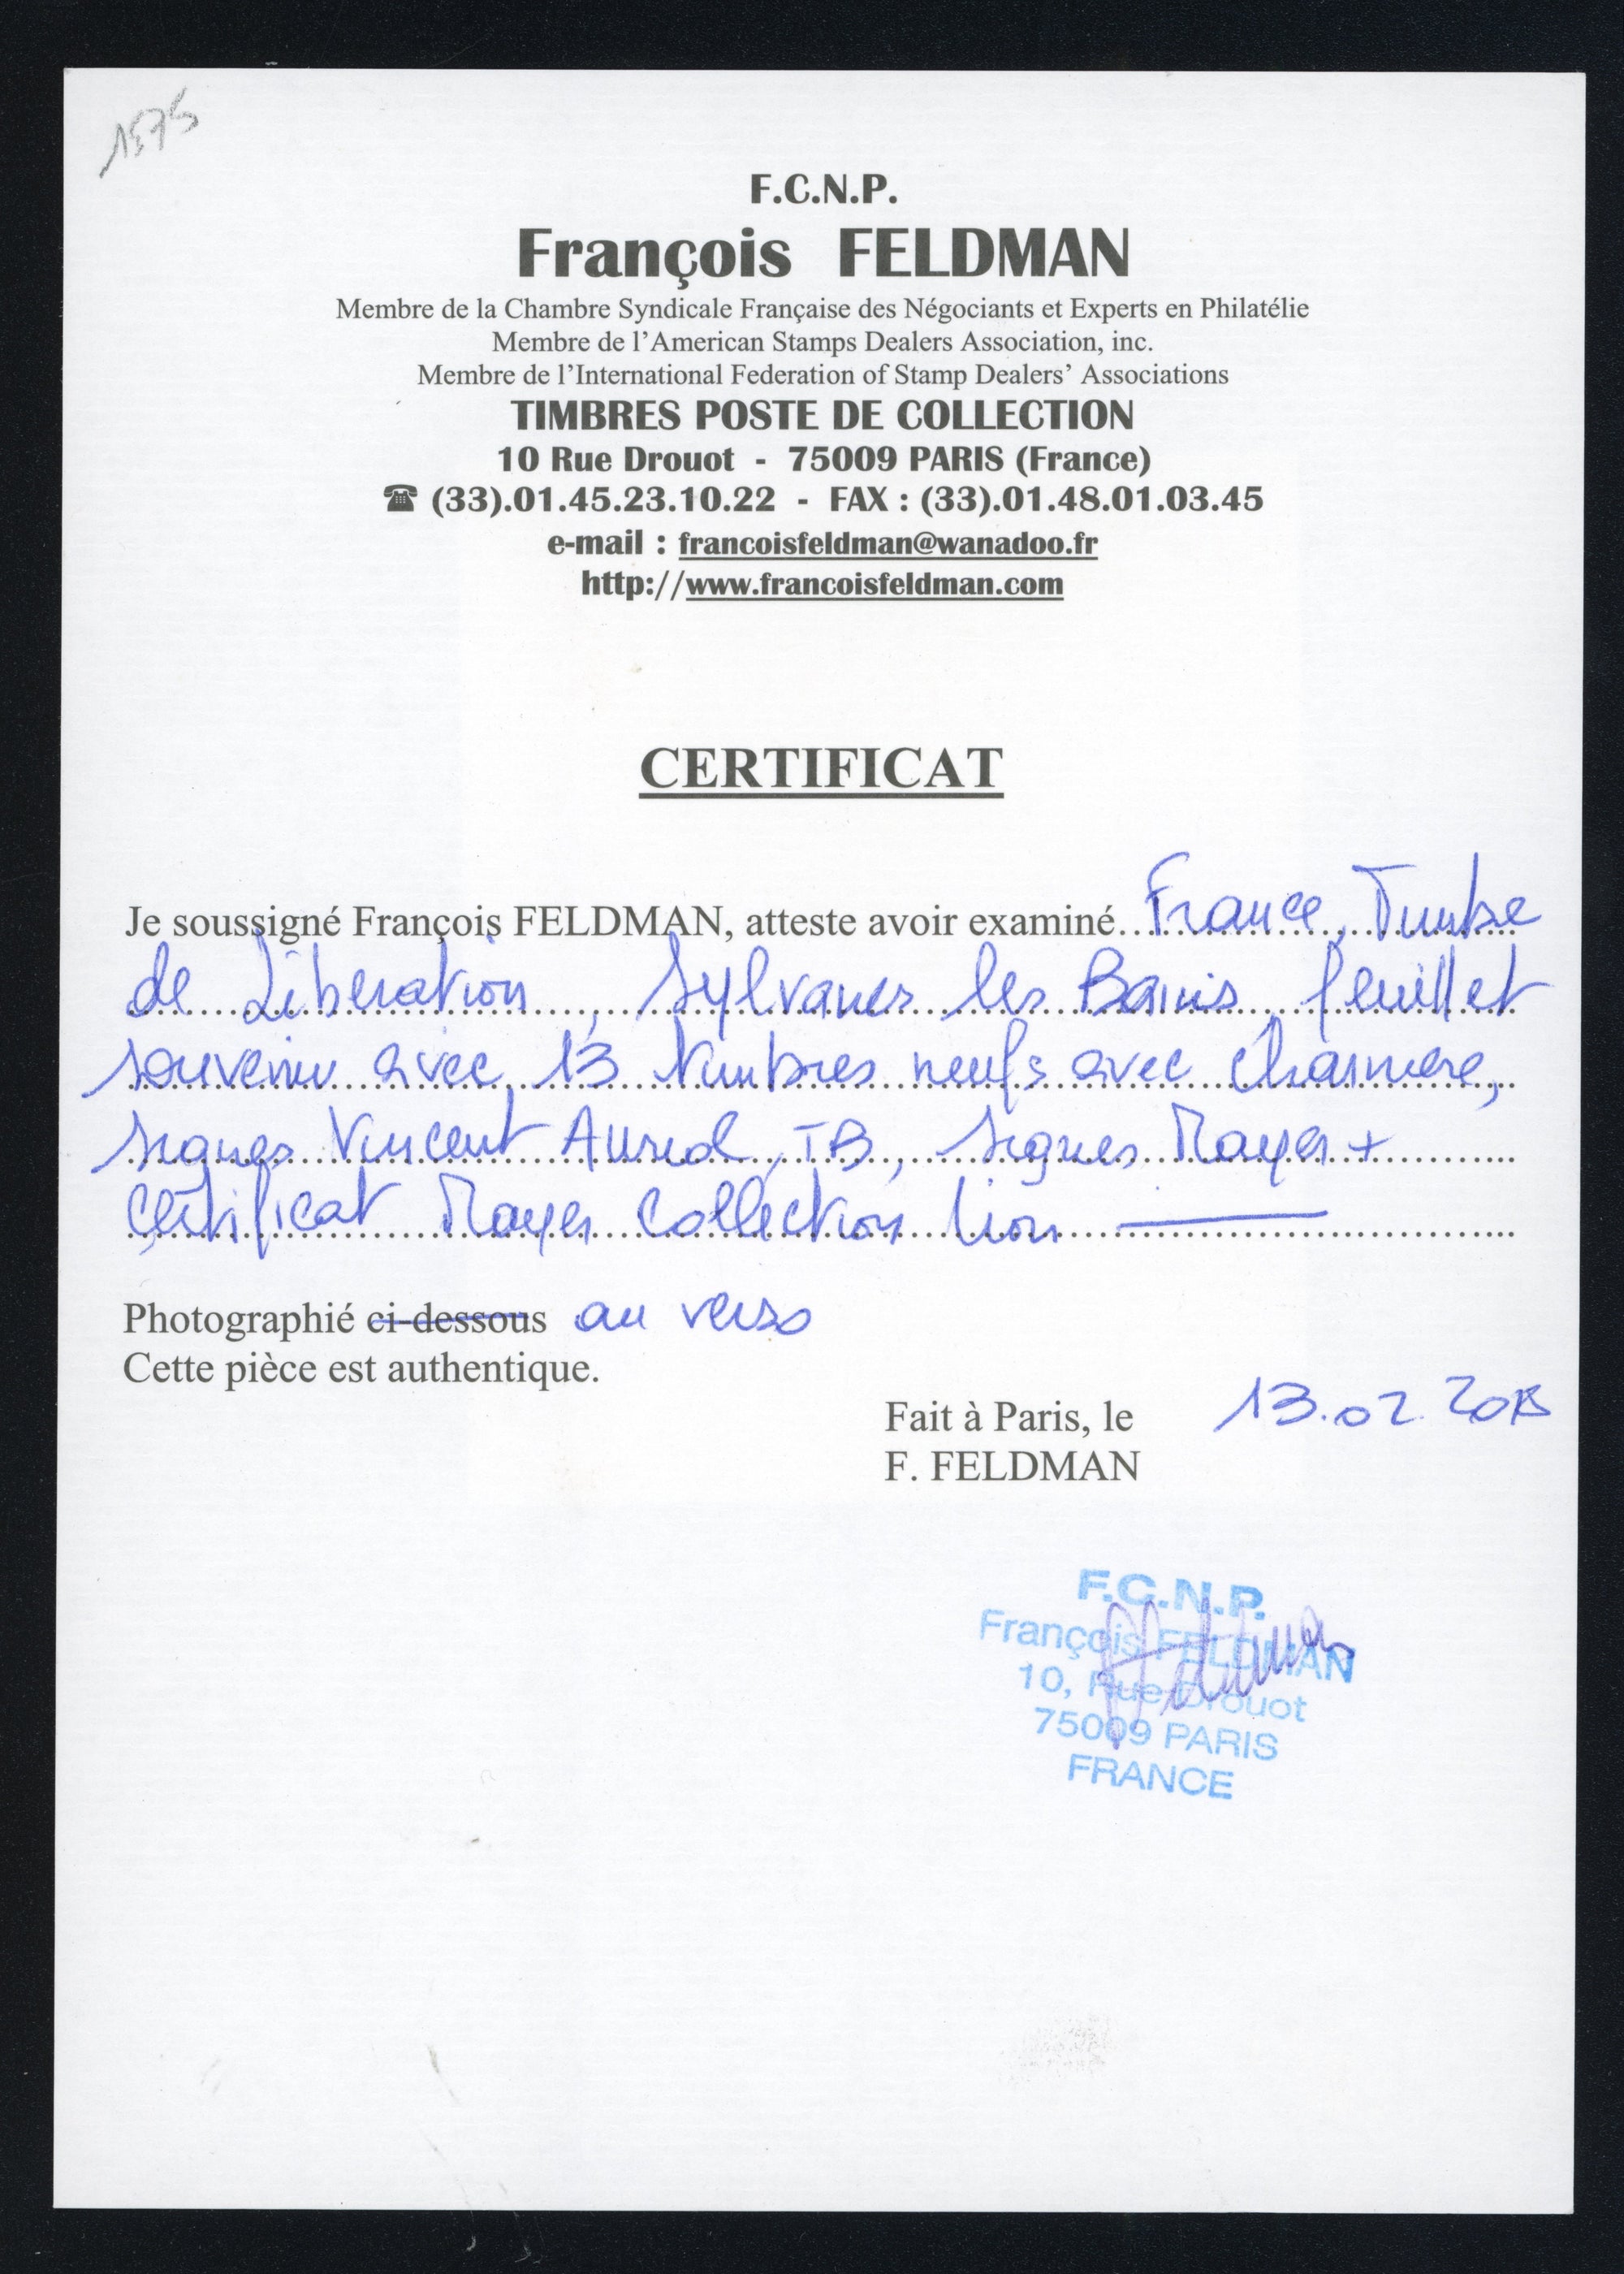 1575
F.C.N.P.
François FELDMAN
Membre de la Chambre Syndicale Française des Négociants et Experts en Philatélie
Membre de l'American Stamps Dealers Association, inc.
Membre de l'International Federation of Stamp Dealers' Associations
TIMBRES POSTE DE COLLECTION
10 Rue Drouot - 75009 PARIS (France)
☎ (33).01.45.23.10.22 - FAX : (33).01.48.01.03.45
e-mail : francoisfeldman@wanadoo.fr
http://www.francoisfeldman.com
CERTIFICAT
Je soussigné François FELDMAN, atteste avoir examiné France, Timbre
de Libération, Sylvanes les Bains, feuillet
souvenir avec 13 timbres neufs avec charniere,
signes Vincent Auriol, TB, signes Mayer +
certificat Mayer collection Lion
Photographié ci-dessous au verso
Cette pièce est authentique.
Fait à Paris, le 13.02.2013
F. FELDMAN
F.C.N.P.
François FELDMAN
10, Rue Drouot
75009 PARIS
FRANCE